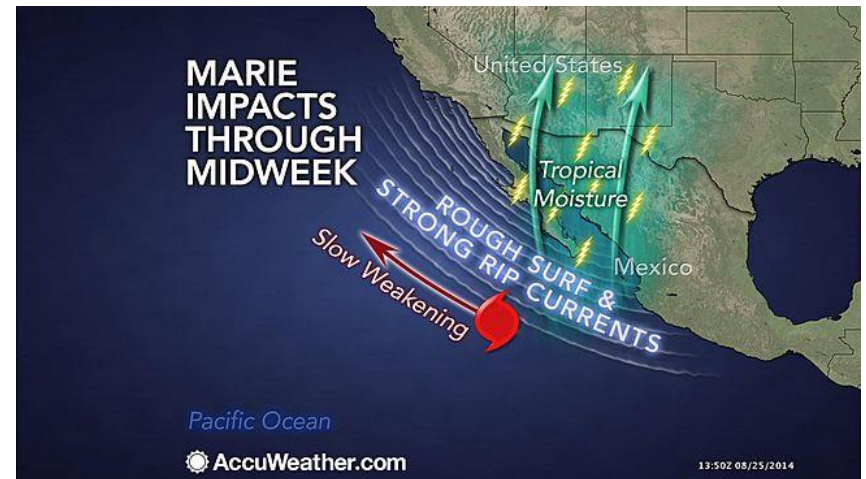 MARIE
IMPACTS
THROUGH
MIDWEEK
United States
Tropical
Moisture
Mexico
ROUGH SURF &
STRONG RIP CURRENTS
Slow Weakening
Pacific Ocean
AccuWeather.com
13:50Z 08/25/2014